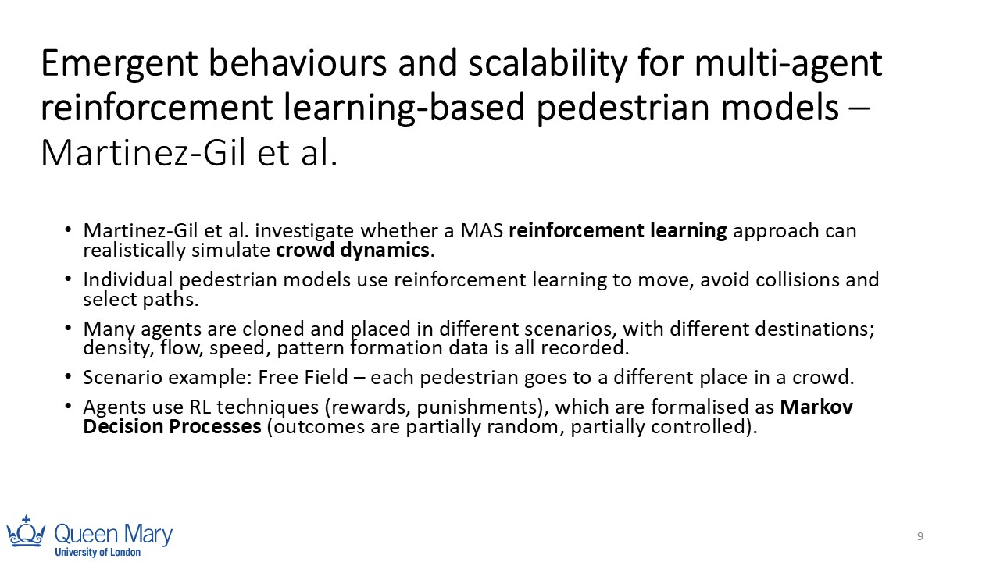 Emergent behaviours and scalability for multi-agent
reinforcement learning-based pedestrian models –
Martinez-Gil et al.
• Martinez-Gil et al. investigate whether a MAS reinforcement learning approach can
realistically simulate crowd dynamics.
• Individual pedestrian models use reinforcement learning to move, avoid collisions and
select paths.
• Many agents are cloned and placed in different scenarios, with different destinations;
density, flow, speed, pattern formation data is all recorded.
• Scenario example: Free Field – each pedestrian goes to a different place in a crowd.
• Agents use RL techniques (rewards, punishments), which are formalised as Markov
Decision Processes (outcomes are partially random, partially controlled).
Queen Mary
University of London
9